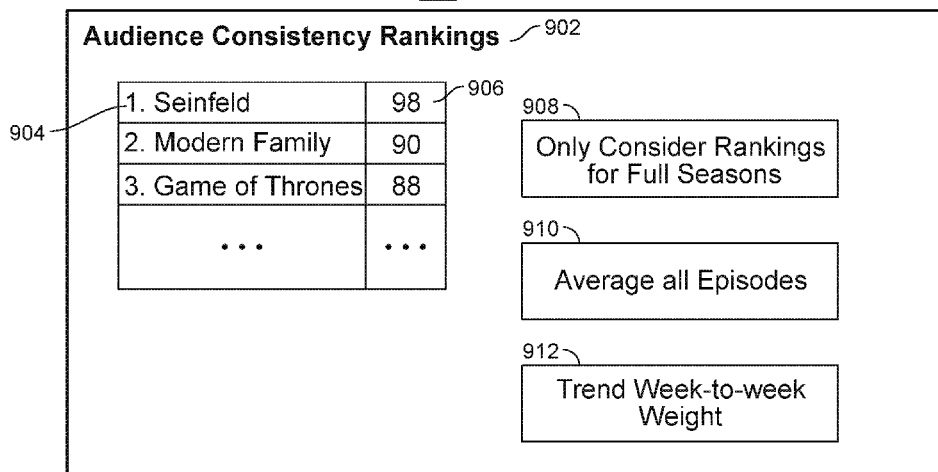 Audience Consistency Rankings 902
904 1. Seinfeld 98 906
2. Modern Family 90
3. Game of Thrones 88
... ...
908
Only Consider Rankings
for Full Seasons
910
Average all Episodes
912
Trend Week-to-week
Weight